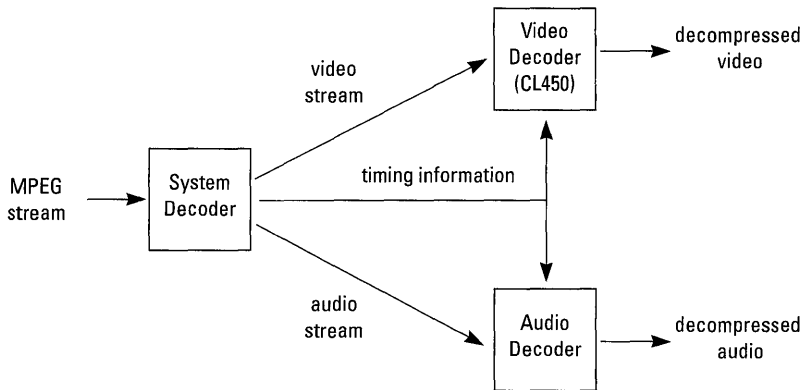 MPEG
stream
System
Decoder
video
stream
timing information
audio
stream
Video
Decoder
(CL450)
decompressed
video
Audio
Decoder
decompressed
audio